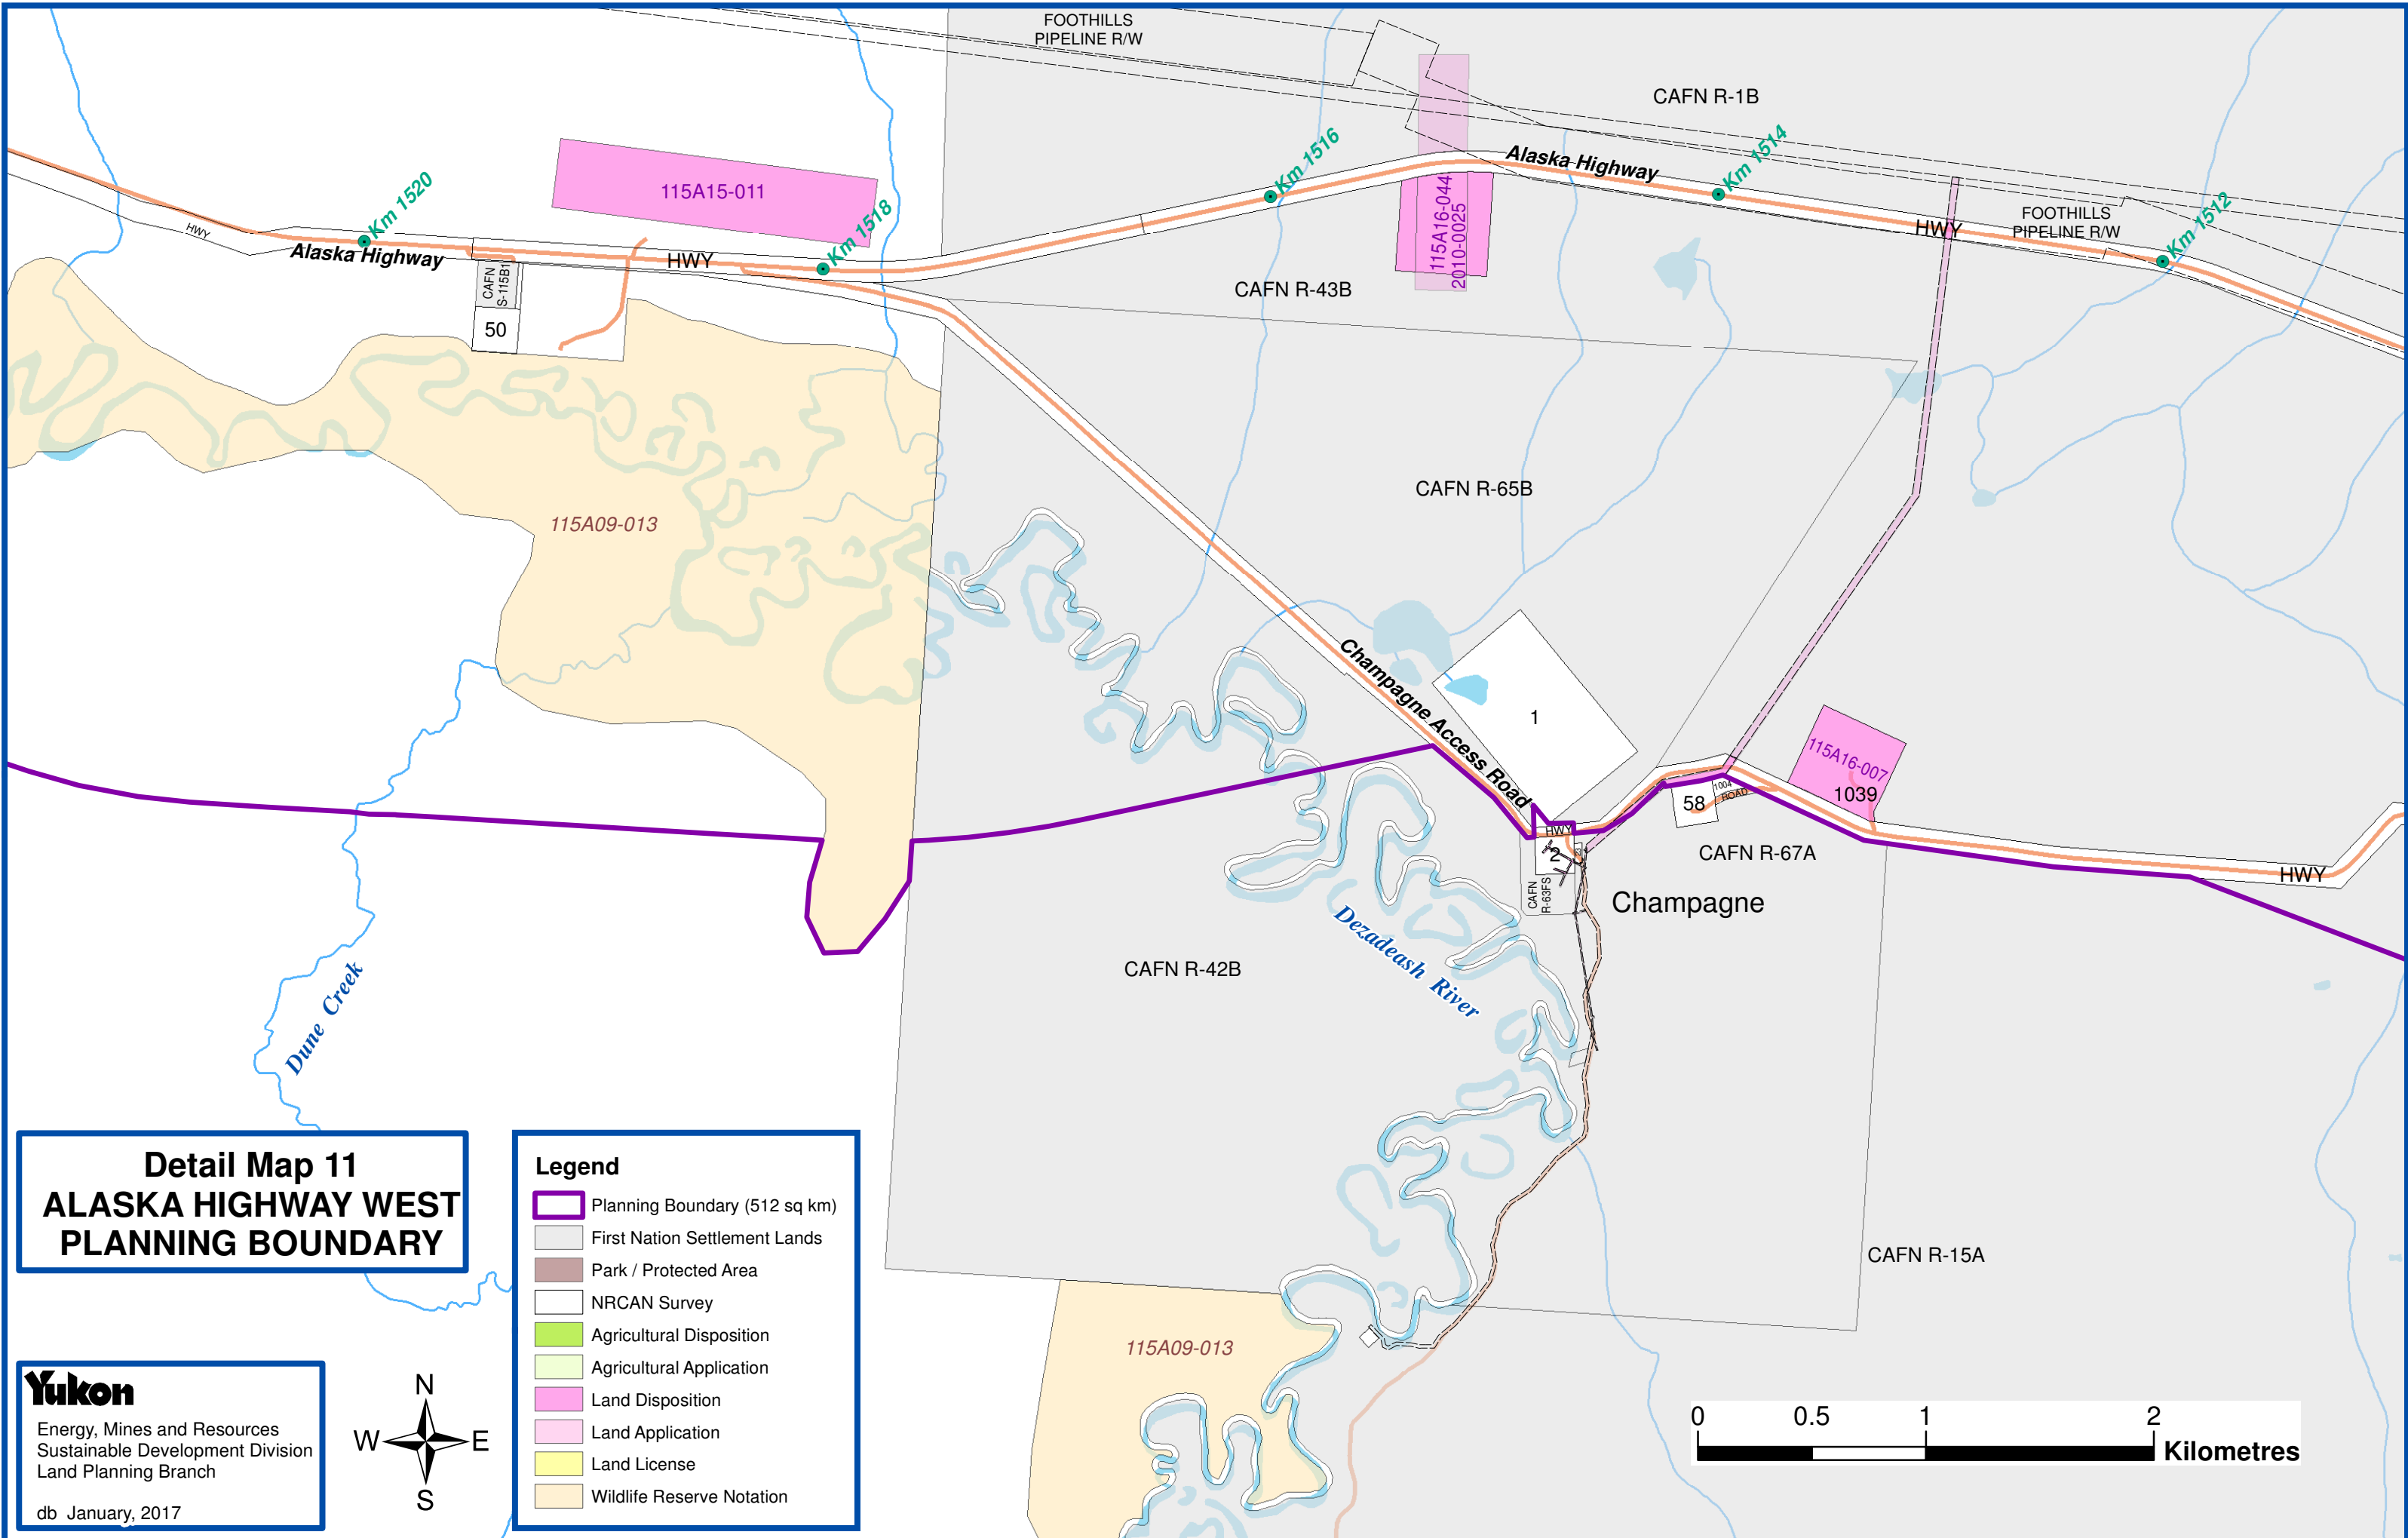 FOOTHILLS
PIPELINE R/W
CAFN R-1B
Km 1520
115A15-011
Km 1518
Km 1516
Alaska Highway
Km 1514
Km 1512
HWY
Alaska Highway
HWY
HWY
FOOTHILLS
PIPELINE R/W
115A16-044
2010-0025
CAFN
S-115B1
50
CAFN R-43B
CAFN R-65B
115A09-013
Champagne Access Road
1
115A16-007
1039
58
1004
ROAD
HWY
2
CAFN
R-63FS
CAFN R-67A
HWY
Champagne
Dezadeash River
CAFN R-42B
Dune Creek
CAFN R-15A
115A09-013
Detail Map 11
ALASKA HIGHWAY WEST
PLANNING BOUNDARY
Legend
Planning Boundary (512 sq km)
First Nation Settlement Lands
Park / Protected Area
NRCAN Survey
Agricultural Disposition
Agricultural Application
Land Disposition
Land Application
Land License
Wildlife Reserve Notation
Yukon
Energy, Mines and Resources
Sustainable Development Division
Land Planning Branch
db January, 2017
N
W E
S
0 0.5 1 2
Kilometres